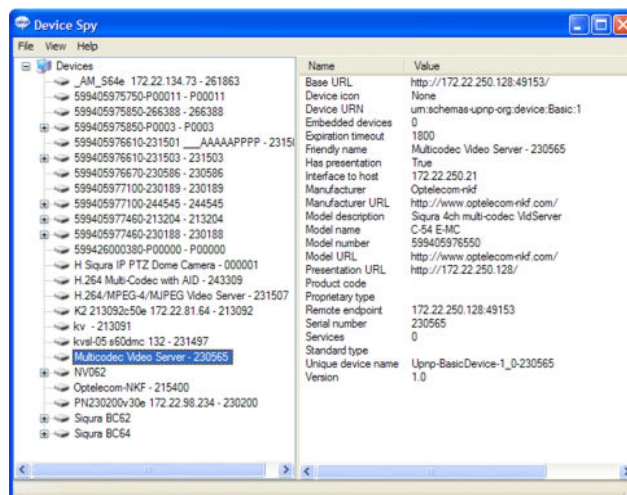 Device Spy
File View Help
Devices
_AM_S64e 172.22.134.73 - 261863
599405975750-P00011 - P00011
599405975850-266388 - 266388
599405975850-P0003 - P0003
599405976610-231501 ___AAAAAPPPP - 2315
599405976610-231503 - 231503
599405976670-230586 - 230586
599405977100-230189 - 230189
599405977100-244545 - 244545
599405977460-213204 - 213204
599405977460-230188 - 230188
599426000380-P00000 - P00000
H Siqura IP PTZ Dome Camera - 000001
H.264 Multi-Codec with AID - 243309
H.264/MPEG-4/MJPEG Video Server - 231507
K2 213092c50e 172.22.81.64 - 213092
kv - 213091
kvsl-05 s60dmc 132 - 231497
Multicodec Video Server - 230565
NV062
Optelecom-NKF - 215400
PN230200v30e 172.22.98.234 - 230200
Siqura BC62
Siqura BC64
Name Value
Base URL http://172.22.250.128:49153/
Device icon None
Device URN urn:schemas-upnp-org:device:Basic:1
Embedded devices 0
Expiration timeout 1800
Friendly name Multicodec Video Server - 230565
Has presentation True
Interface to host 172.22.250.21
Manufacturer Optelecom-nkf
Manufacturer URL http://www.optelecom-nkf.com/
Model description Siqura 4ch multi-codec VidServer
Model name C-54 E-MC
Model number 599405976550
Model URL http://www.optelecom-nkf.com/
Presentation URL http://172.22.250.128/
Product code
Proprietary type
Remote endpoint 172.22.250.128:49153
Serial number 230565
Services 0
Standard type
Unique device name Upnp-BasicDevice-1_0-230565
Version 1.0